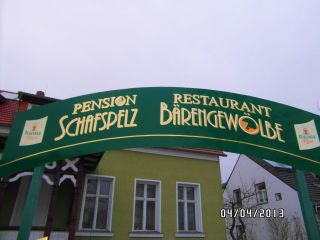 PENSION
SCHAFSPELZ
RESTAURANT
BÄRENGEWÖLBE
04/04/2013